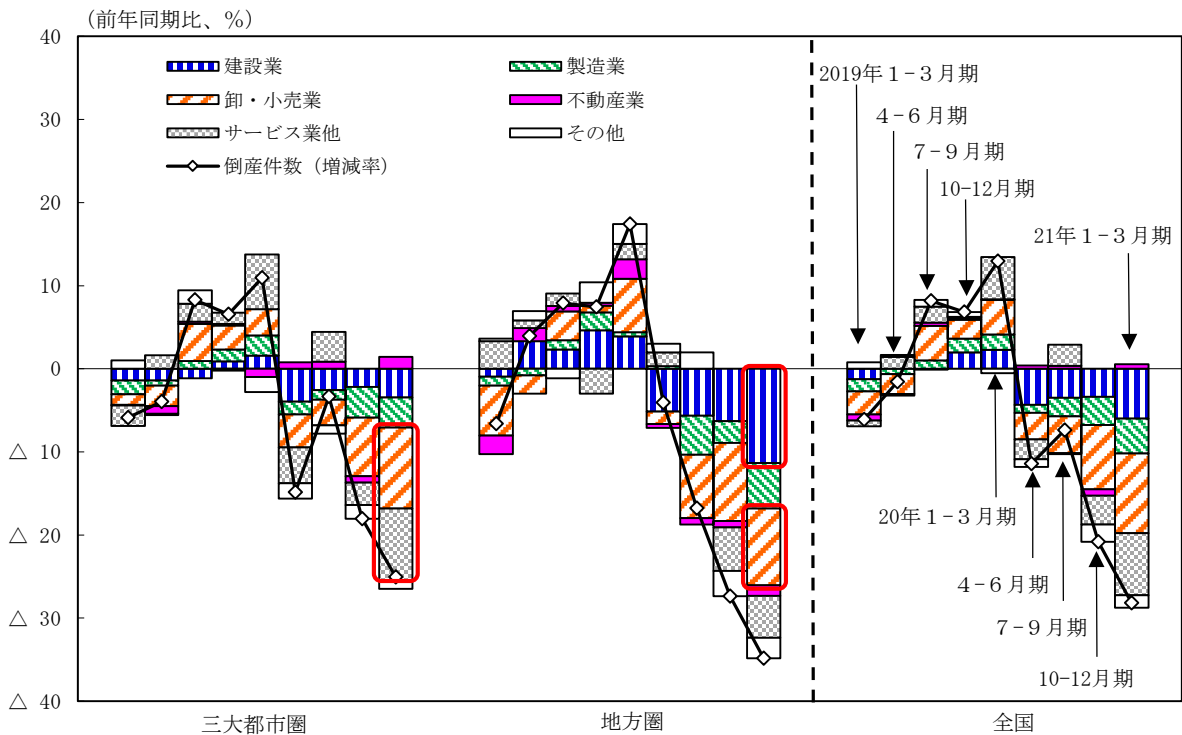 （前年同期比、％）
40
30
20
10
0
△ 10
△ 20
△ 30
△ 40
建設業
製造業
卸・小売業
不動産業
サービス業他
その他
倒産件数（増減率）
2019年１−３月期
４−６月期
７−９月期
10−12月期
21年１−３月期
20年１−３月期
４−６月期
７−９月期
10−12月期
三大都市圏
地方圏
全国